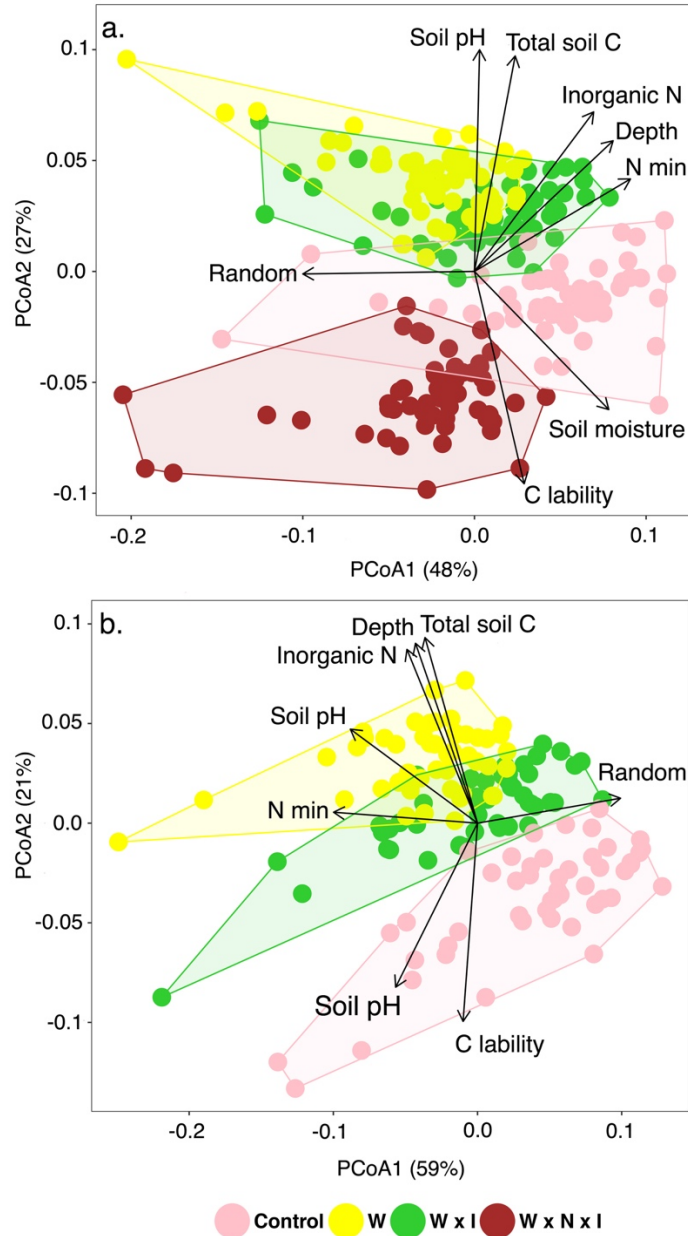 a.
Soil pH
Total soil C
Inorganic N
Depth
N min
Random
Soil moisture
C lability
0.1
0.05
0.0
-0.05
-0.1
PCoA2 (27%)
-0.2
-0.1
0.0
0.1
PCoA1 (48%)
b.
Depth
Total soil C
Inorganic N
Soil pH
N min
Random
Soil pH
C lability
0.1
0.05
0.0
-0.05
-0.1
PCoA2 (21%)
-0.2
-0.1
0.0
0.1
PCoA1 (59%)
Control W W x I W x N x I